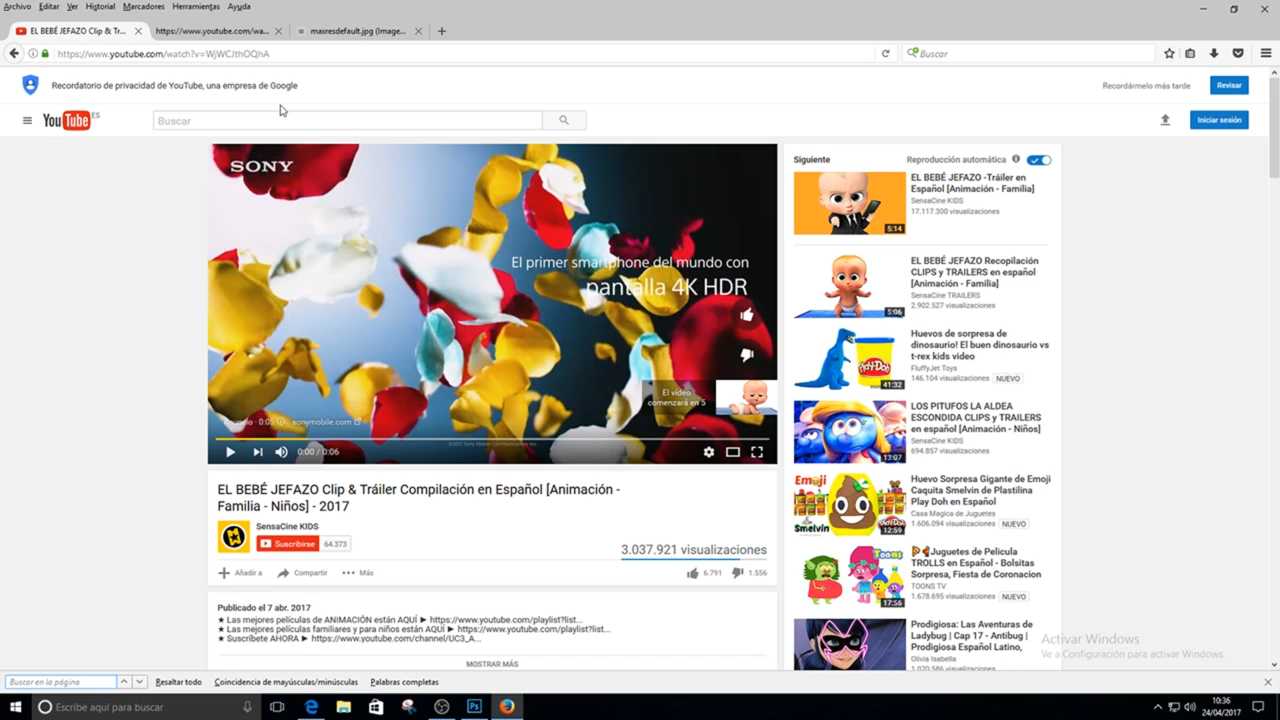 Archivo Editar Ver Historial Marcadores Herramientas Ayuda
EL BEBÉ JEFAZO Clip & Tr...
https://www.youtube.com/wa...
maxresdefault.jpg (Image...
https://www.youtube.com/watch?v=WjWCJthOQhA
Buscar
Recordatorio de privacidad de YouTube, una empresa de Google
Recordármelo más tarde
Revisar
YouTube ES
Buscar
Iniciar sesión
SONY
El primer smartphone del mundo con
pantalla 4K HDR
El vídeo
comenzará en 5
Anuncio · 0:05
sonymobile.com
0:00 / 0:06
EL BEBÉ JEFAZO Clip & Tráiler Compilación en Español [Animación -
Familia - Niños] - 2017
SensaCine KIDS
Suscribirse 64.373
3.037.921 visualizaciones
Añadir a Compartir Más
6.791 1.556
Publicado el 7 abr. 2017
★ Las mejores películas de ANIMACIÓN están AQUÍ ► https://www.youtube.com/playlist?list...
★ Las mejores películas familiares y para niños están AQUÍ ► https://www.youtube.com/playlist?list...
★ Suscríbete AHORA ► https://www.youtube.com/channel/UC3_A...
MOSTRAR MÁS
Siguiente
Reproducción automática
EL BEBÉ JEFAZO -Tráiler en
Español [Animación - Familia]
SensaCine KIDS
17.117.300 visualizaciones
5:14
EL BEBÉ JEFAZO Recopilación
CLIPS y TRAILERS en español
[Animación - Familia]
SensaCine TRAILERS
2.902.527 visualizaciones
5:06
Huevos de sorpresa de
dinosaurio! El buen dinosaurio vs
t-rex kids video
FluffyJet Toys
146.104 visualizaciones NUEVO
Play-Doh
41:32
LOS PITUFOS LA ALDEA
ESCONDIDA CLIPS y TRAILERS
en español [Animación - Niños]
SensaCine KIDS
694.857 visualizaciones
13:07
Huevo Sorpresa Gigante de Emoji
Caquita Smelvin de Plastilina
Play Doh en Español
Casa Magica de Juguetes
1.606.094 visualizaciones NUEVO
Emoji
Smelvin
12:59
Juguetes de Pelicula
TROLLS en Español - Bolsitas
Sorpresa, Fiesta de Coronacion
TOONS TV
1.678.695 visualizaciones NUEVO
Toons
17:56
Prodigiosa: Las Aventuras de
Ladybug | Cap 17 - Antibug |
Prodigiosa Español Latino,
Olivia Isabella
1.070.586 visualizaciones
Activar Windows
Ve a Configuración para activar Windows.
Buscar en la página
Resaltar todo
Coincidencia de mayúsculas/minúsculas
Palabras completas
Escribe aquí para buscar
10:36
24/04/2017